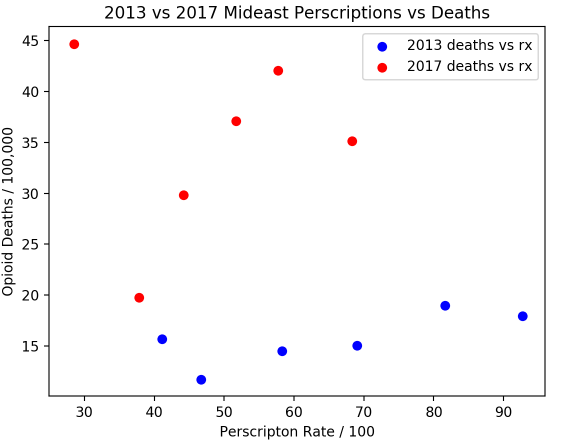 2013 vs 2017 Mideast Perscriptions vs Deaths
2013 deaths vs rx
2017 deaths vs rx
45
40
35
30
25
20
15
Opioid Deaths / 100,000
30 40 50 60 70 80 90
Perscripton Rate / 100